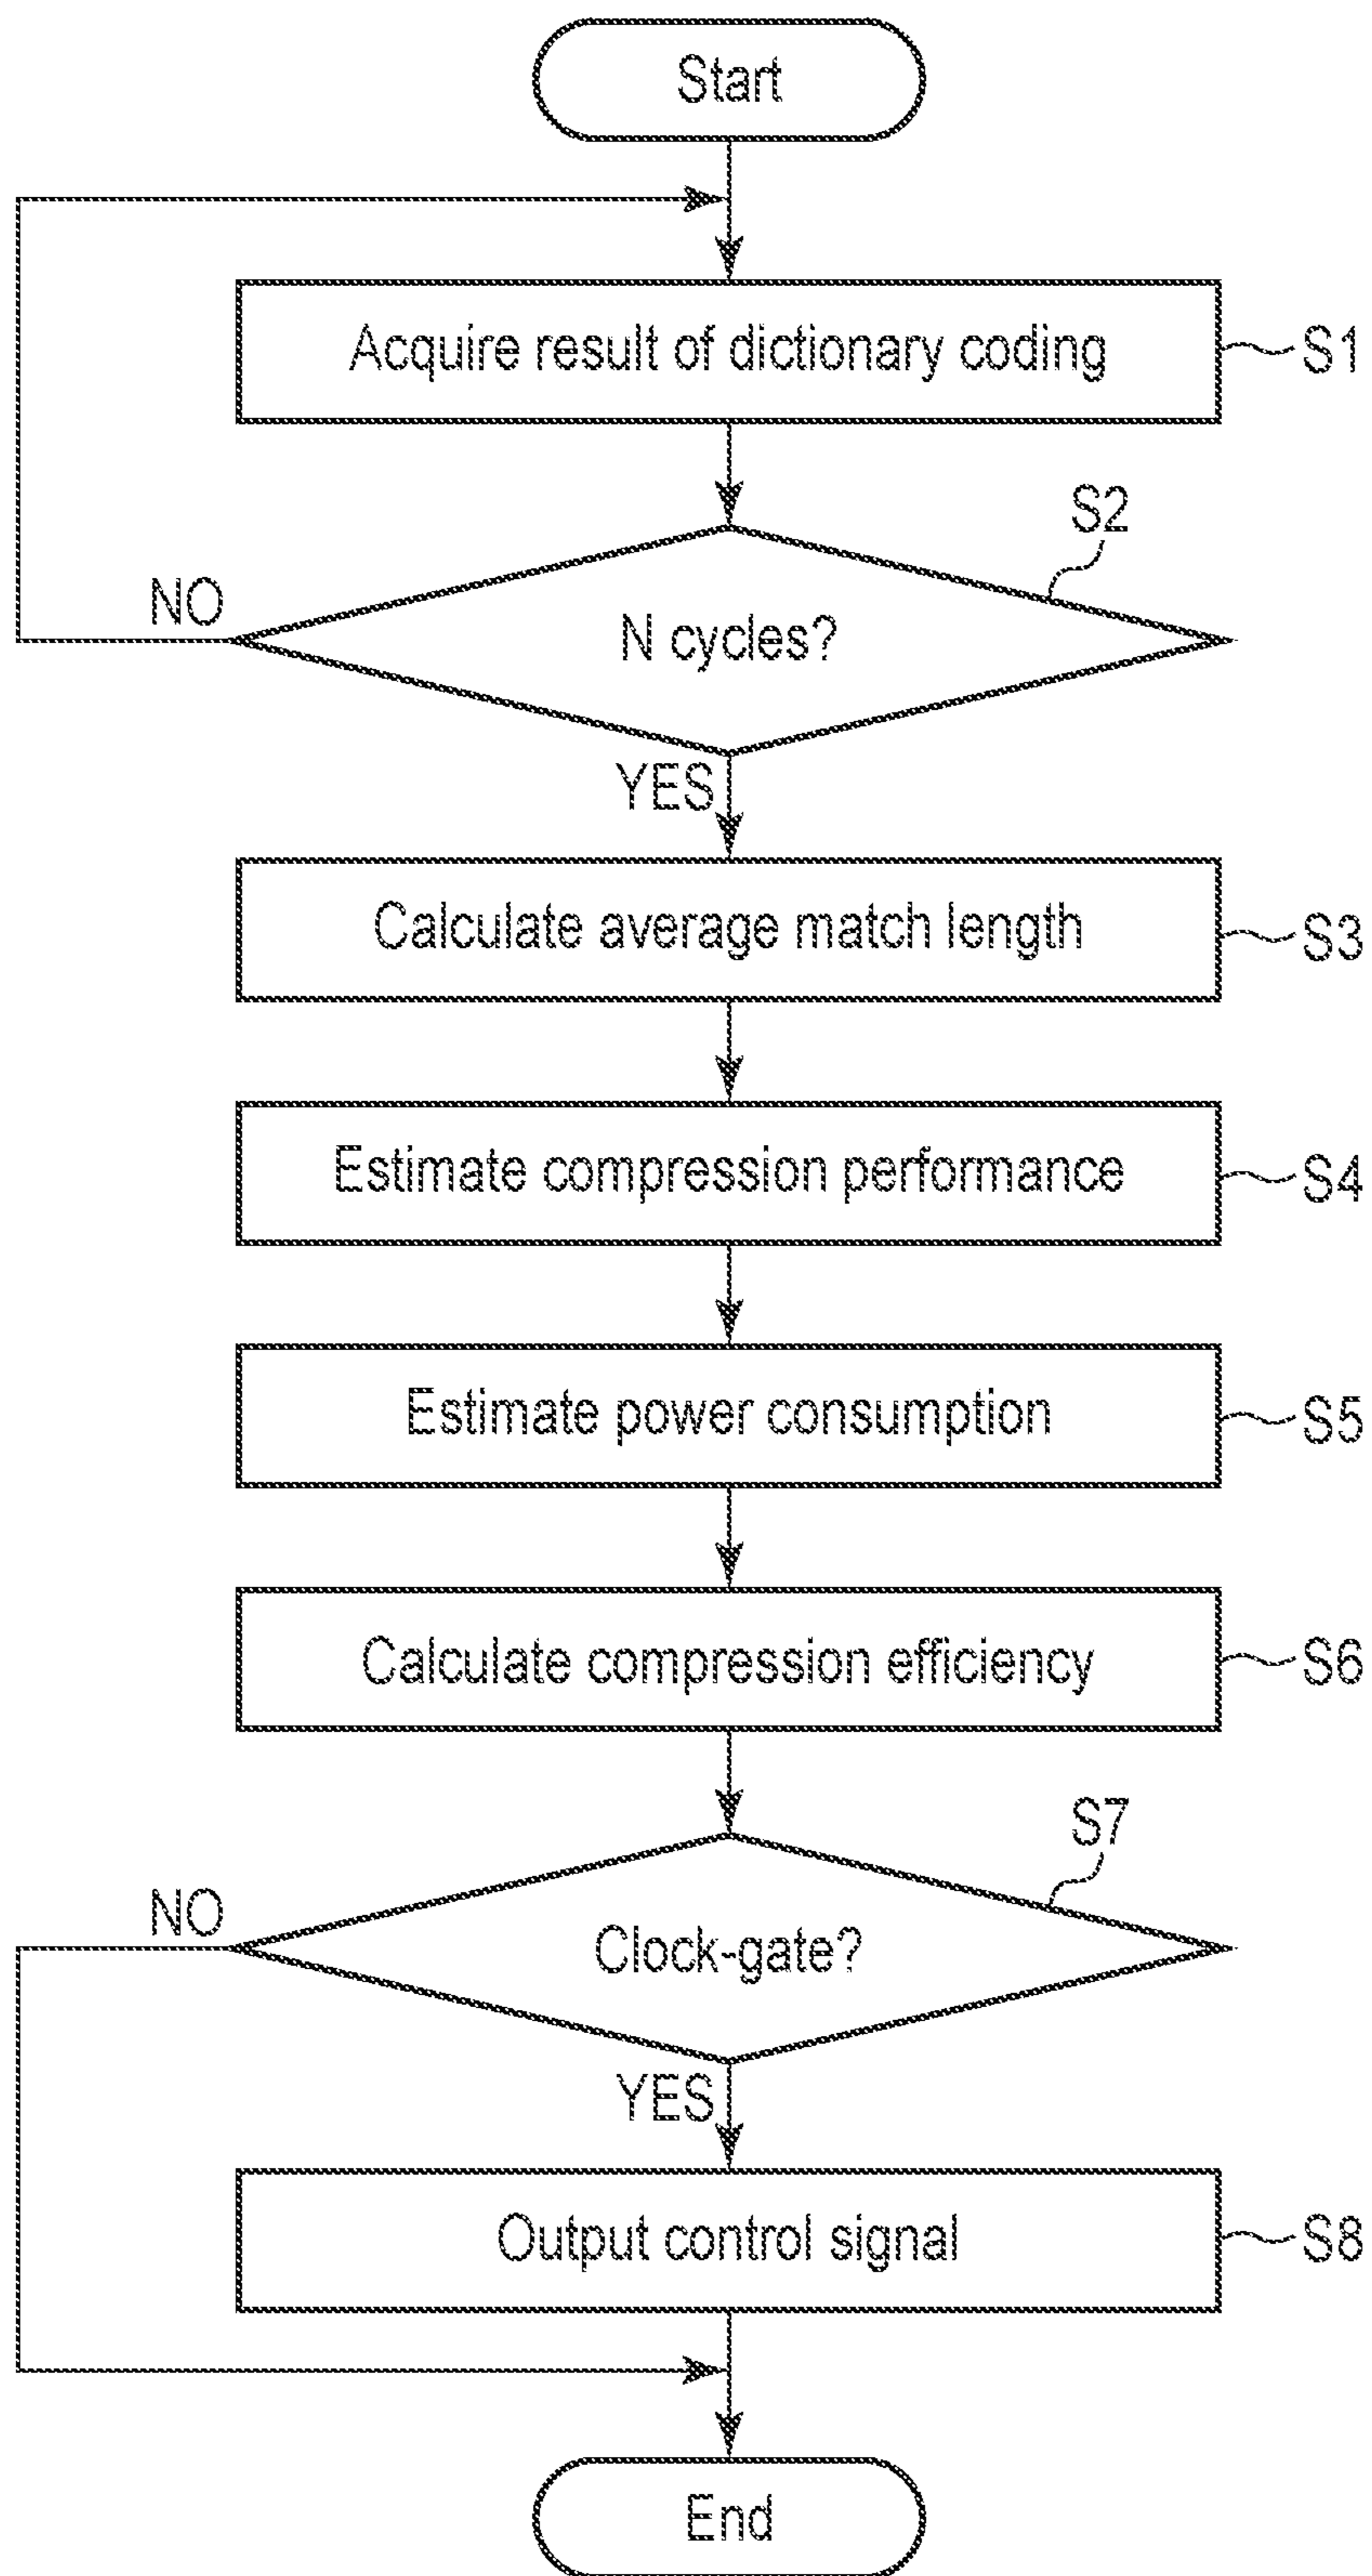 Start
Acquire result of dictionary coding
S1
S2
N cycles?
NO
YES
Calculate average match length
S3
Estimate compression performance
S4
Estimate power consumption
S5
Calculate compression efficiency
S6
S7
Clock-gate?
NO
YES
Output control signal
S8
End